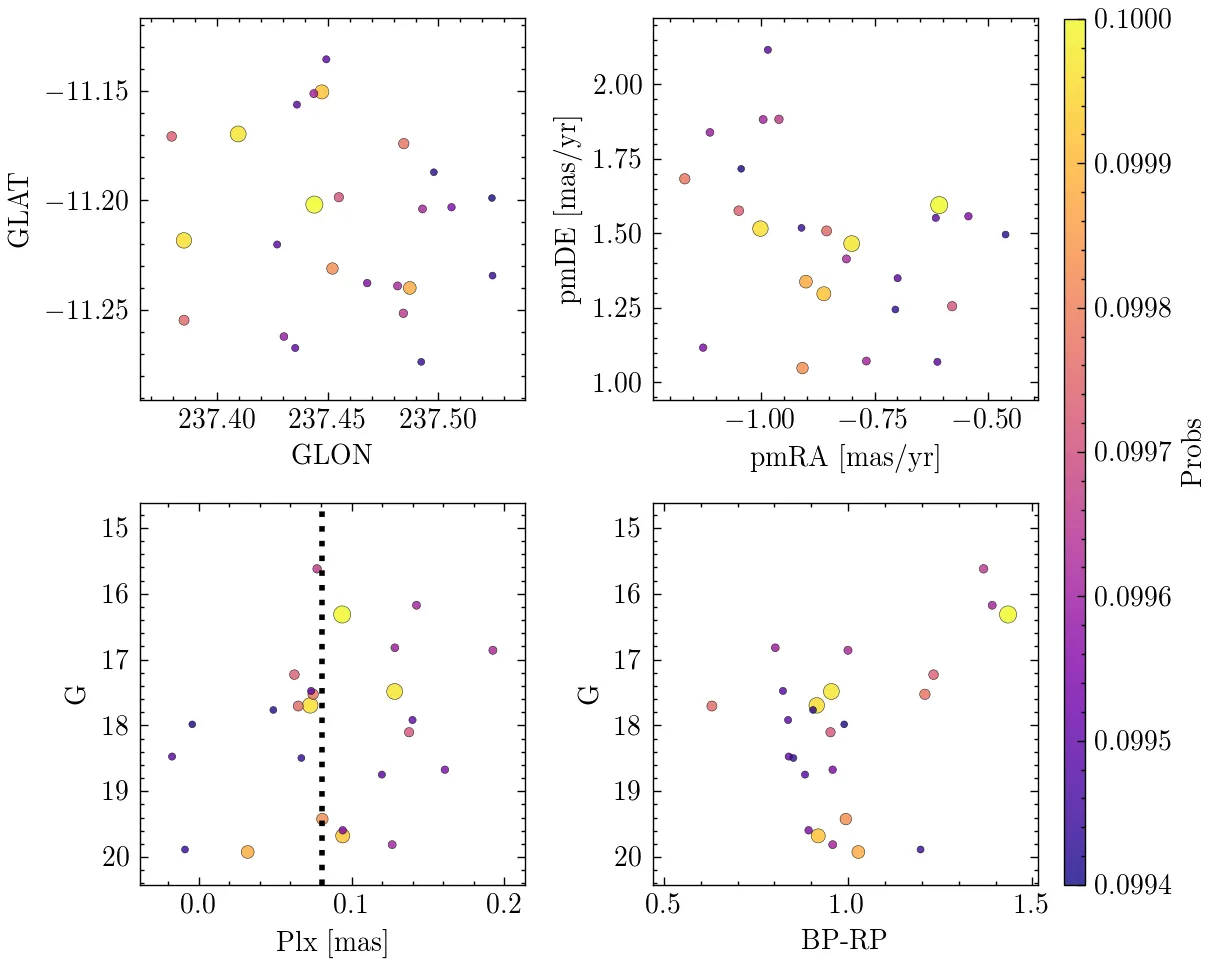 −11.15
−11.20
−11.25
GLAT
237.40 237.45 237.50
GLON
2.00
1.75
1.50
1.25
1.00
pmDE [mas/yr]
−1.00 −0.75 −0.50
pmRA [mas/yr]
15
16
17
18
19
20
G
0.0 0.1 0.2
Plx [mas]
15
16
17
18
19
20
G
0.5 1.0 1.5
BP-RP
0.1000
0.0999
0.0998
0.0997
0.0996
0.0995
0.0994
Probs